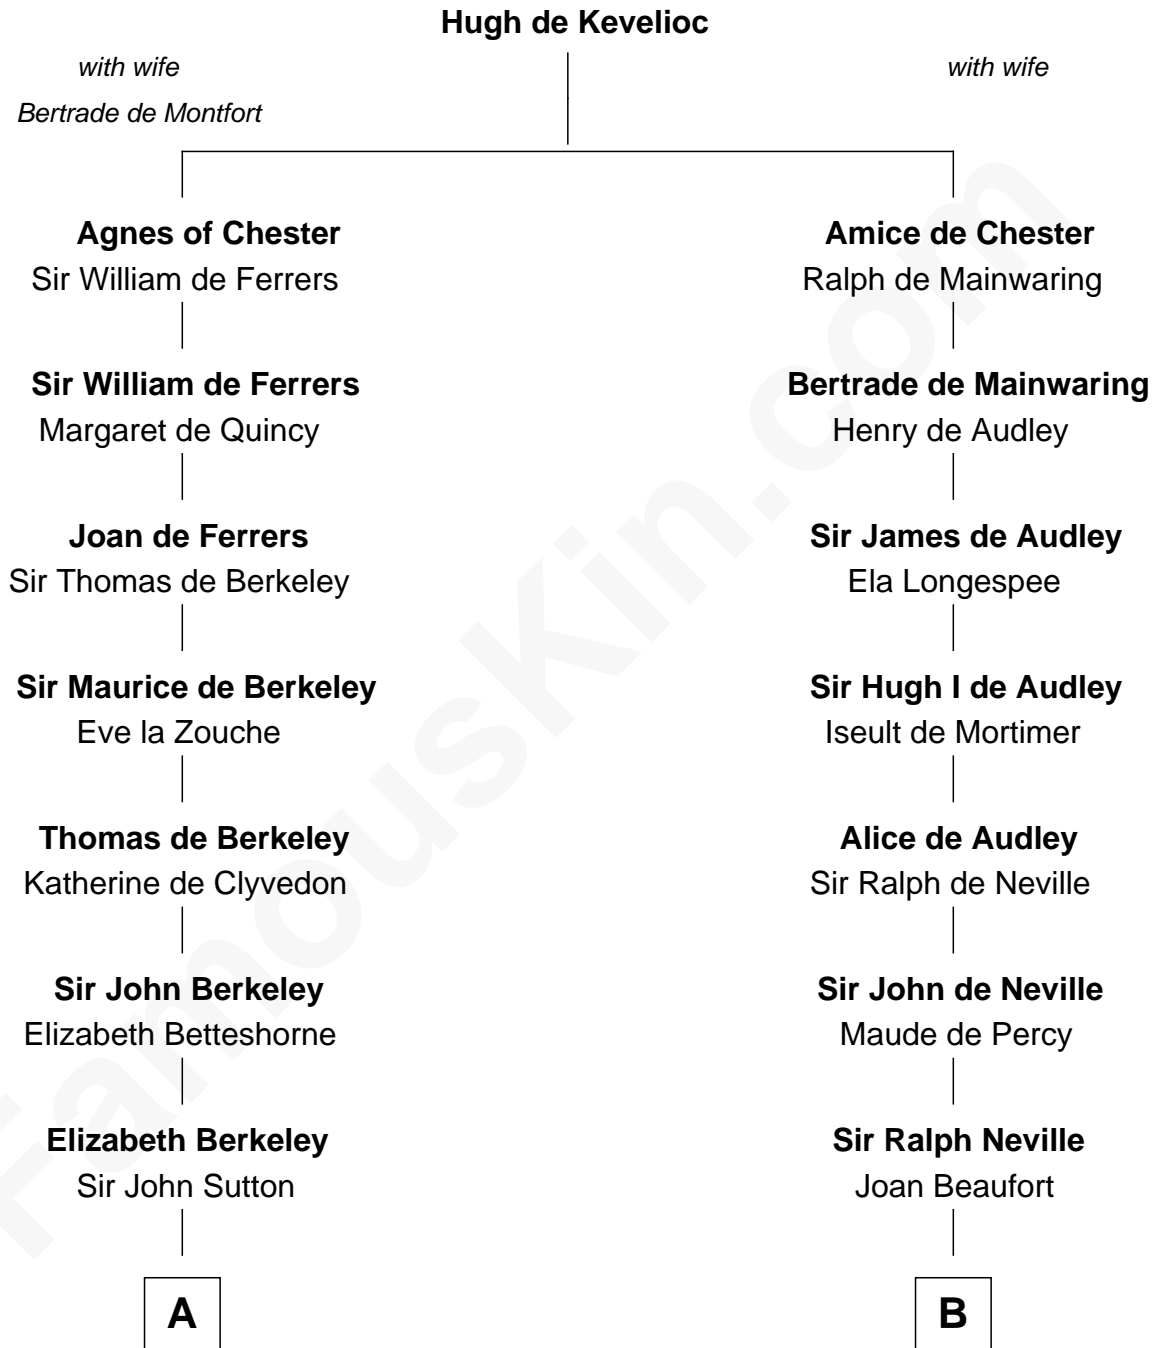 Hugh de Kevelioc
with wife
Bertrade de Montfort
with wife
Agnes of Chester
Sir William de Ferrers
Amice de Chester
Ralph de Mainwaring
Sir William de Ferrers
Margaret de Quincy
Bertrade de Mainwaring
Henry de Audley
Joan de Ferrers
Sir Thomas de Berkeley
Sir James de Audley
Ela Longespee
Sir Maurice de Berkeley
Eve la Zouche
Sir Hugh I de Audley
Iseult de Mortimer
Thomas de Berkeley
Katherine de Clyvedon
Alice de Audley
Sir Ralph de Neville
Sir John Berkeley
Elizabeth Betteshorne
Sir John de Neville
Maude de Percy
Elizabeth Berkeley
Sir John Sutton
Sir Ralph Neville
Joan Beaufort
A
B
FamousKin.com